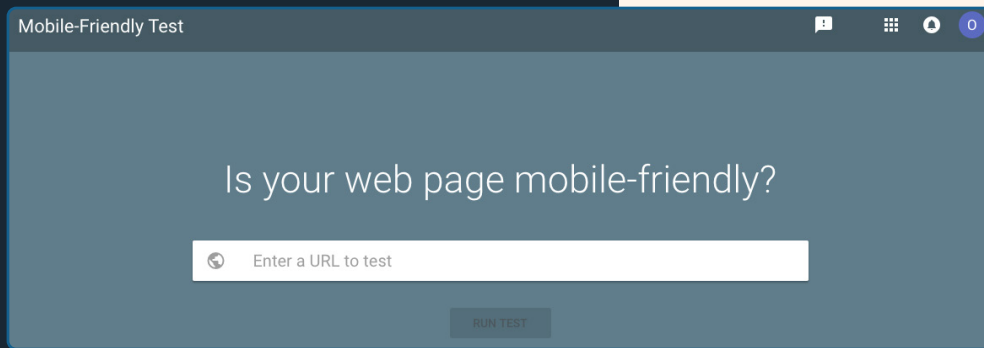 Mobile-Friendly Test
O
Is your web page mobile-friendly?
Enter a URL to test
RUN TEST